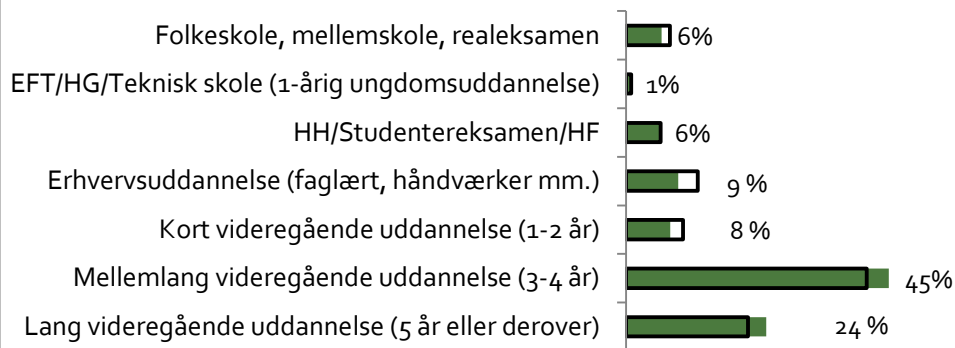 Folkeskole, mellemskole, realeksamen 6%
EFT/HG/Teknisk skole (1-årig ungdomsuddannelse) 1%
HH/Studentereksamen/HF 6%
Erhvervsuddannelse (faglært, håndværker mm.) 9 %
Kort videregående uddannelse (1-2 år) 8 %
Mellemlang videregående uddannelse (3-4 år) 45%
Lang videregående uddannelse (5 år eller derover) 24 %